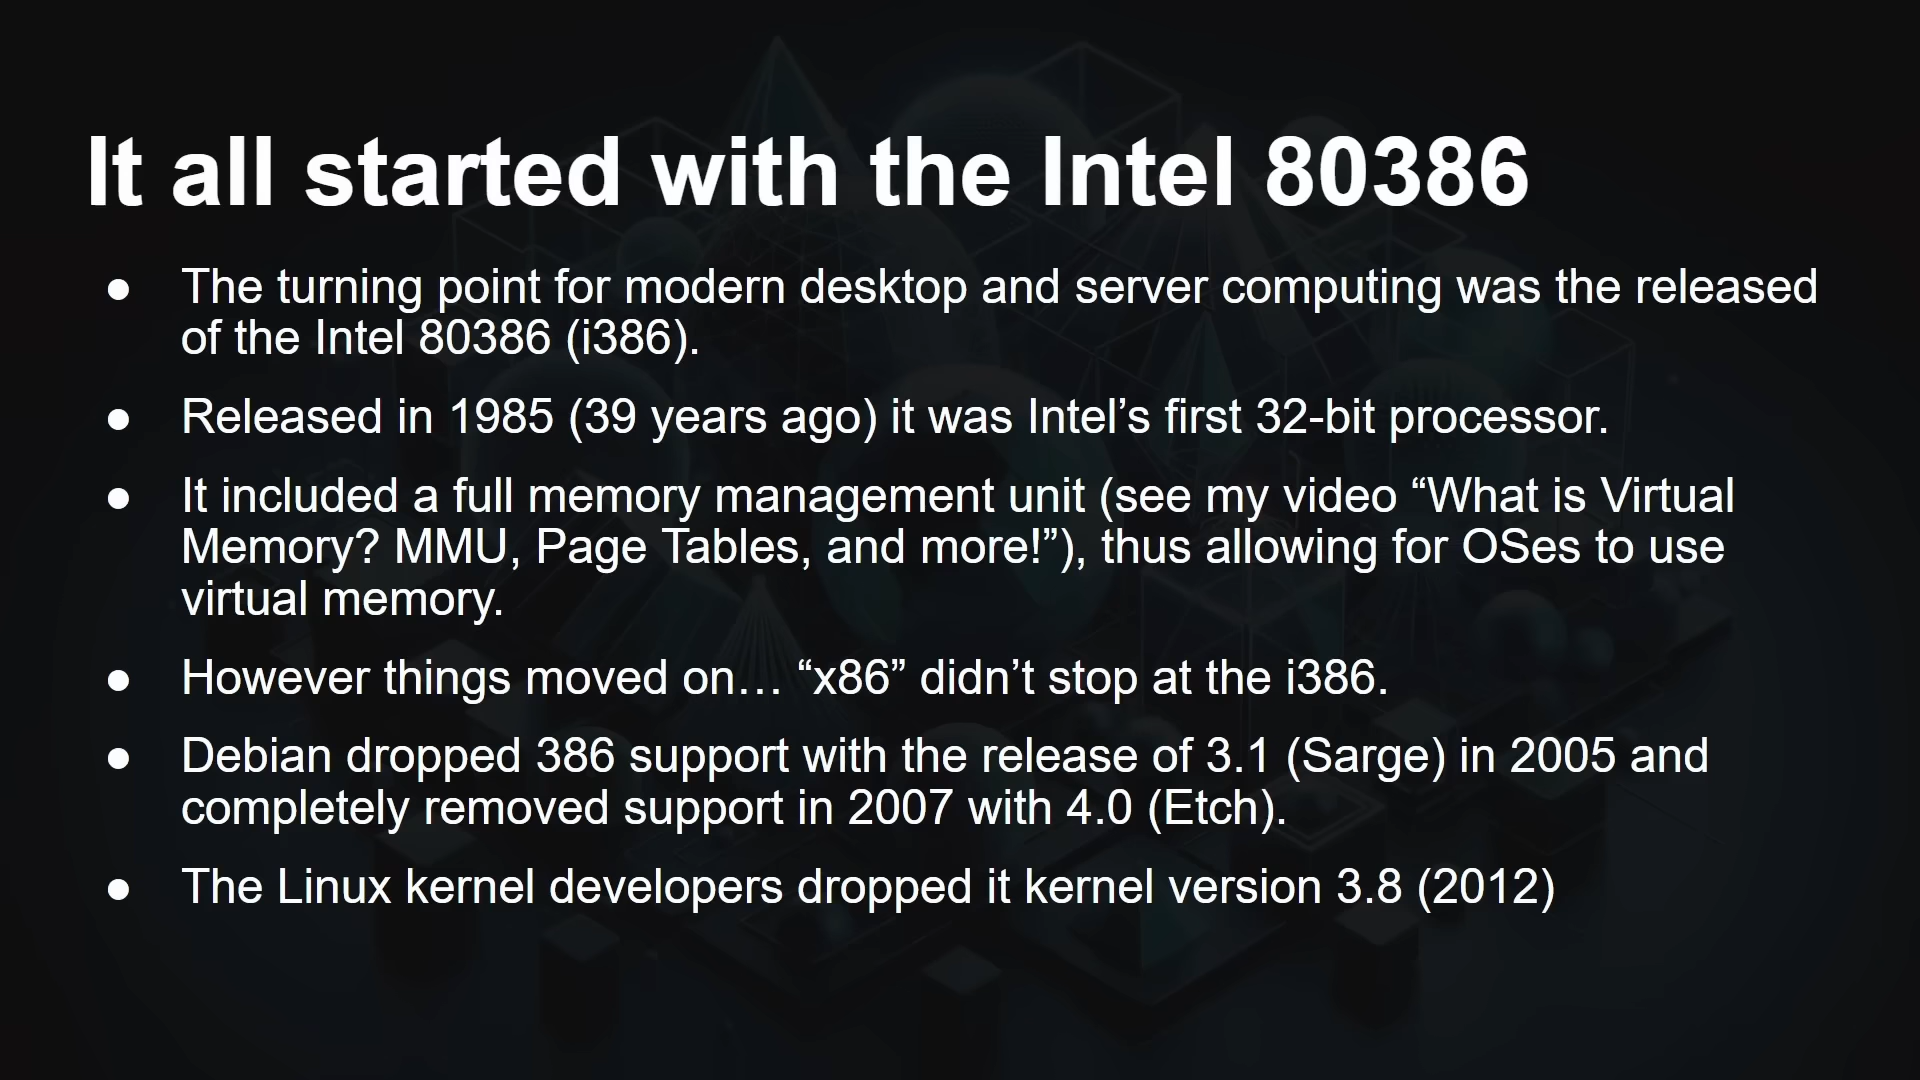 It all started with the Intel 80386
● The turning point for modern desktop and server computing was the released
of the Intel 80386 (i386).
● Released in 1985 (39 years ago) it was Intel’s first 32-bit processor.
● It included a full memory management unit (see my video “What is Virtual
Memory? MMU, Page Tables, and more!”), thus allowing for OSes to use
virtual memory.
● However things moved on… “x86” didn’t stop at the i386.
● Debian dropped 386 support with the release of 3.1 (Sarge) in 2005 and
completely removed support in 2007 with 4.0 (Etch).
● The Linux kernel developers dropped it kernel version 3.8 (2012)